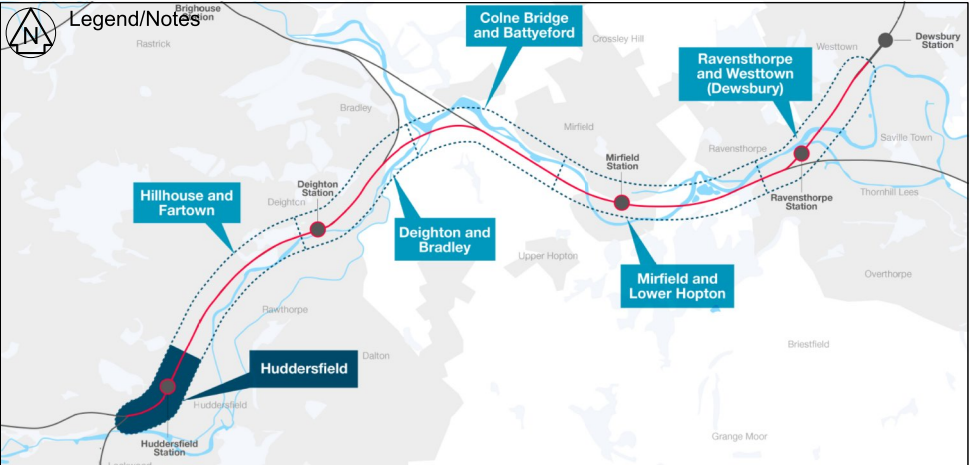 N
Legend/Notes
Brighouse
Station
Rastrick
Colne Bridge
and Battyeford
Crossley Hill
Westtown
Dewsbury
Station
Ravensthorpe
and Westtown
(Dewsbury)
Bradley
Mirfield
Ravensthorpe
Saville Town
Mirfield
Station
Deighton
Station
Deighton
Hillhouse and
Fartown
Ravensthorpe
Station
Thornhill Lees
Deighton and
Bradley
Upper Hopton
Mirfield and
Lower Hopton
Overthorpe
Rawthorpe
Briestfield
Dalton
Huddersfield
Huddersfield
Huddersfield
Station
Grange Moor
Lockwood